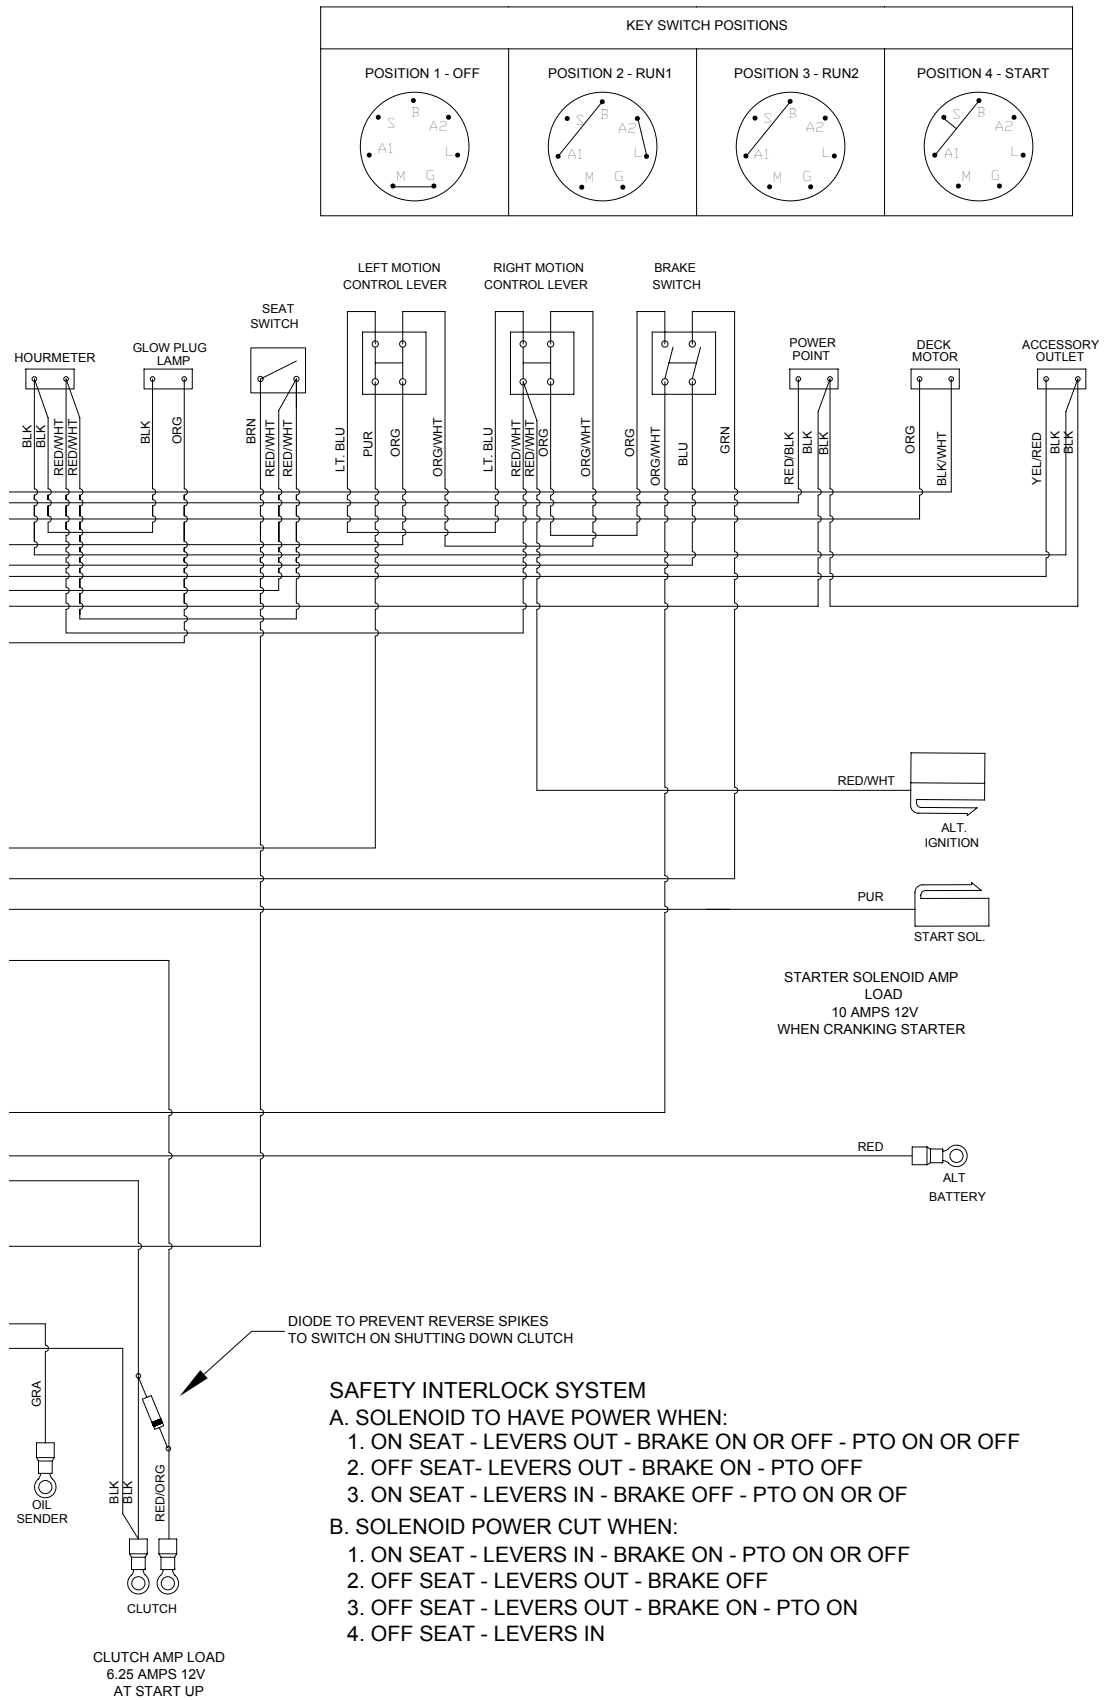 KEY SWITCH POSITIONS
POSITION 1 - OFF
POSITION 2 - RUN1
POSITION 3 - RUN2
POSITION 4 - START
B
S
A2
A1
L
M
G
B
S
A2
A1
L
M
G
B
S
A2
A1
L
M
G
B
S
A2
A1
L
M
G
LEFT MOTION
CONTROL LEVER
RIGHT MOTION
CONTROL LEVER
BRAKE
SWITCH
SEAT
SWITCH
HOURMETER
GLOW PLUG
LAMP
POWER
POINT
DECK
MOTOR
ACCESSORY
OUTLET
BLK
BLK
RED/WHT
RED/WHT
BLK
ORG
BRN
RED/WHT
RED/WHT
LT. BLU
PUR
ORG
ORG/WHT
LT. BLU
RED/WHT
RED/WHT
ORG
ORG/WHT
ORG
ORG/WHT
BLU
GRN
RED/BLK
BLK
BLK
ORG
BLK/WHT
YEL/RED
BLK
BLK
RED/WHT
ALT.
IGNITION
PUR
START SOL.
STARTER SOLENOID AMP
LOAD
10 AMPS 12V
WHEN CRANKING STARTER
RED
ALT
BATTERY
DIODE TO PREVENT REVERSE SPIKES
TO SWITCH ON SHUTTING DOWN CLUTCH
GRA
OIL
SENDER
BLK
BLK
RED/ORG
CLUTCH
CLUTCH AMP LOAD
6.25 AMPS 12V
AT START UP
SAFETY INTERLOCK SYSTEM
A. SOLENOID TO HAVE POWER WHEN:
1. ON SEAT - LEVERS OUT - BRAKE ON OR OFF - PTO ON OR OFF
2. OFF SEAT- LEVERS OUT - BRAKE ON - PTO OFF
3. ON SEAT - LEVERS IN - BRAKE OFF - PTO ON OR OF
B. SOLENOID POWER CUT WHEN:
1. ON SEAT - LEVERS IN - BRAKE ON - PTO ON OR OFF
2. OFF SEAT - LEVERS OUT - BRAKE OFF
3. OFF SEAT - LEVERS OUT - BRAKE ON - PTO ON
4. OFF SEAT - LEVERS IN